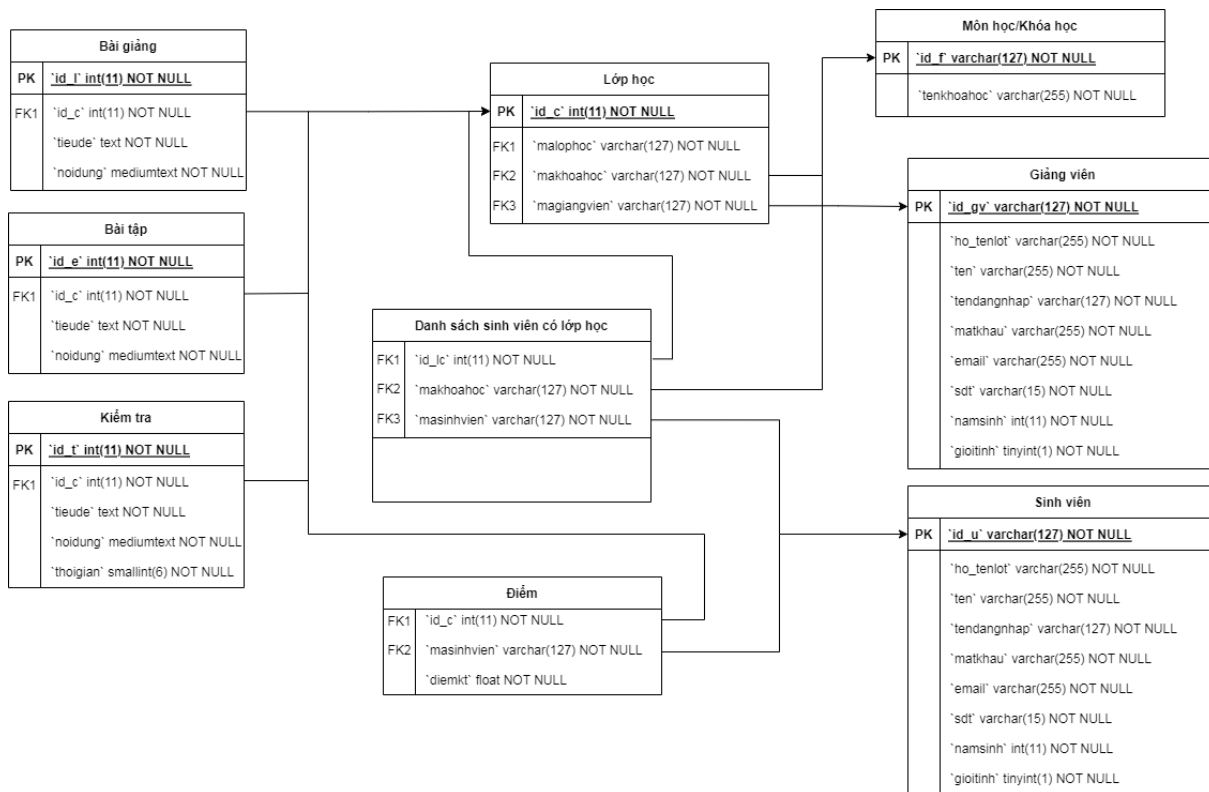 Bài giảng
PK `id_l` int(11) NOT NULL
FK1 `id_c` int(11) NOT NULL
`tieude` text NOT NULL
`noidung` mediumtext NOT NULL
Bài tập
PK `id_e` int(11) NOT NULL
FK1 `id_c` int(11) NOT NULL
`tieude` text NOT NULL
`noidung` mediumtext NOT NULL
Kiểm tra
PK `id_t` int(11) NOT NULL
FK1 `id_c` int(11) NOT NULL
`tieude` text NOT NULL
`noidung` mediumtext NOT NULL
`thoigian` smallint(6) NOT NULL
Lớp học
PK `id_c` int(11) NOT NULL
FK1 `malophoc` varchar(127) NOT NULL
FK2 `makhoahoc` varchar(127) NOT NULL
FK3 `magiangvien` varchar(127) NOT NULL
Danh sách sinh viên có lớp học
FK1 `id_lc` int(11) NOT NULL
FK2 `makhoahoc` varchar(127) NOT NULL
FK3 `masinhvien` varchar(127) NOT NULL
Điểm
FK1 `id_c` int(11) NOT NULL
FK2 `masinhvien` varchar(127) NOT NULL
`diemkt` float NOT NULL
Môn học/Khóa học
PK `id_f` varchar(127) NOT NULL
`tenkhoahoc` varchar(255) NOT NULL
Giảng viên
PK `id_gv` varchar(127) NOT NULL
`ho_tenlot` varchar(255) NOT NULL
`ten` varchar(255) NOT NULL
`tendangnhap` varchar(127) NOT NULL
`matkhau` varchar(255) NOT NULL
`email` varchar(255) NOT NULL
`sdt` varchar(15) NOT NULL
`namsinh` int(11) NOT NULL
`gioitinh` tinyint(1) NOT NULL
Sinh viên
PK `id_u` varchar(127) NOT NULL
`ho_tenlot` varchar(255) NOT NULL
`ten` varchar(255) NOT NULL
`tendangnhap` varchar(127) NOT NULL
`matkhau` varchar(255) NOT NULL
`email` varchar(255) NOT NULL
`sdt` varchar(15) NOT NULL
`namsinh` int(11) NOT NULL
`gioitinh` tinyint(1) NOT NULL